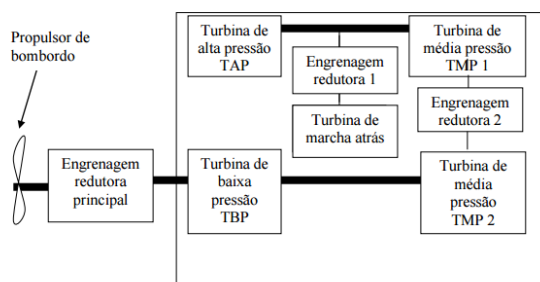 Propulsor de
bombordo
Turbina de
alta pressão
TAP
Engrenagem
redutora 1
Turbina de
marcha atrás
Turbina de
média pressão
TMP 1
Engrenagem
redutora 2
Engrenagem
redutora
principal
Turbina de
baixa
pressão
TBP
Turbina de
média
pressão
TMP 2